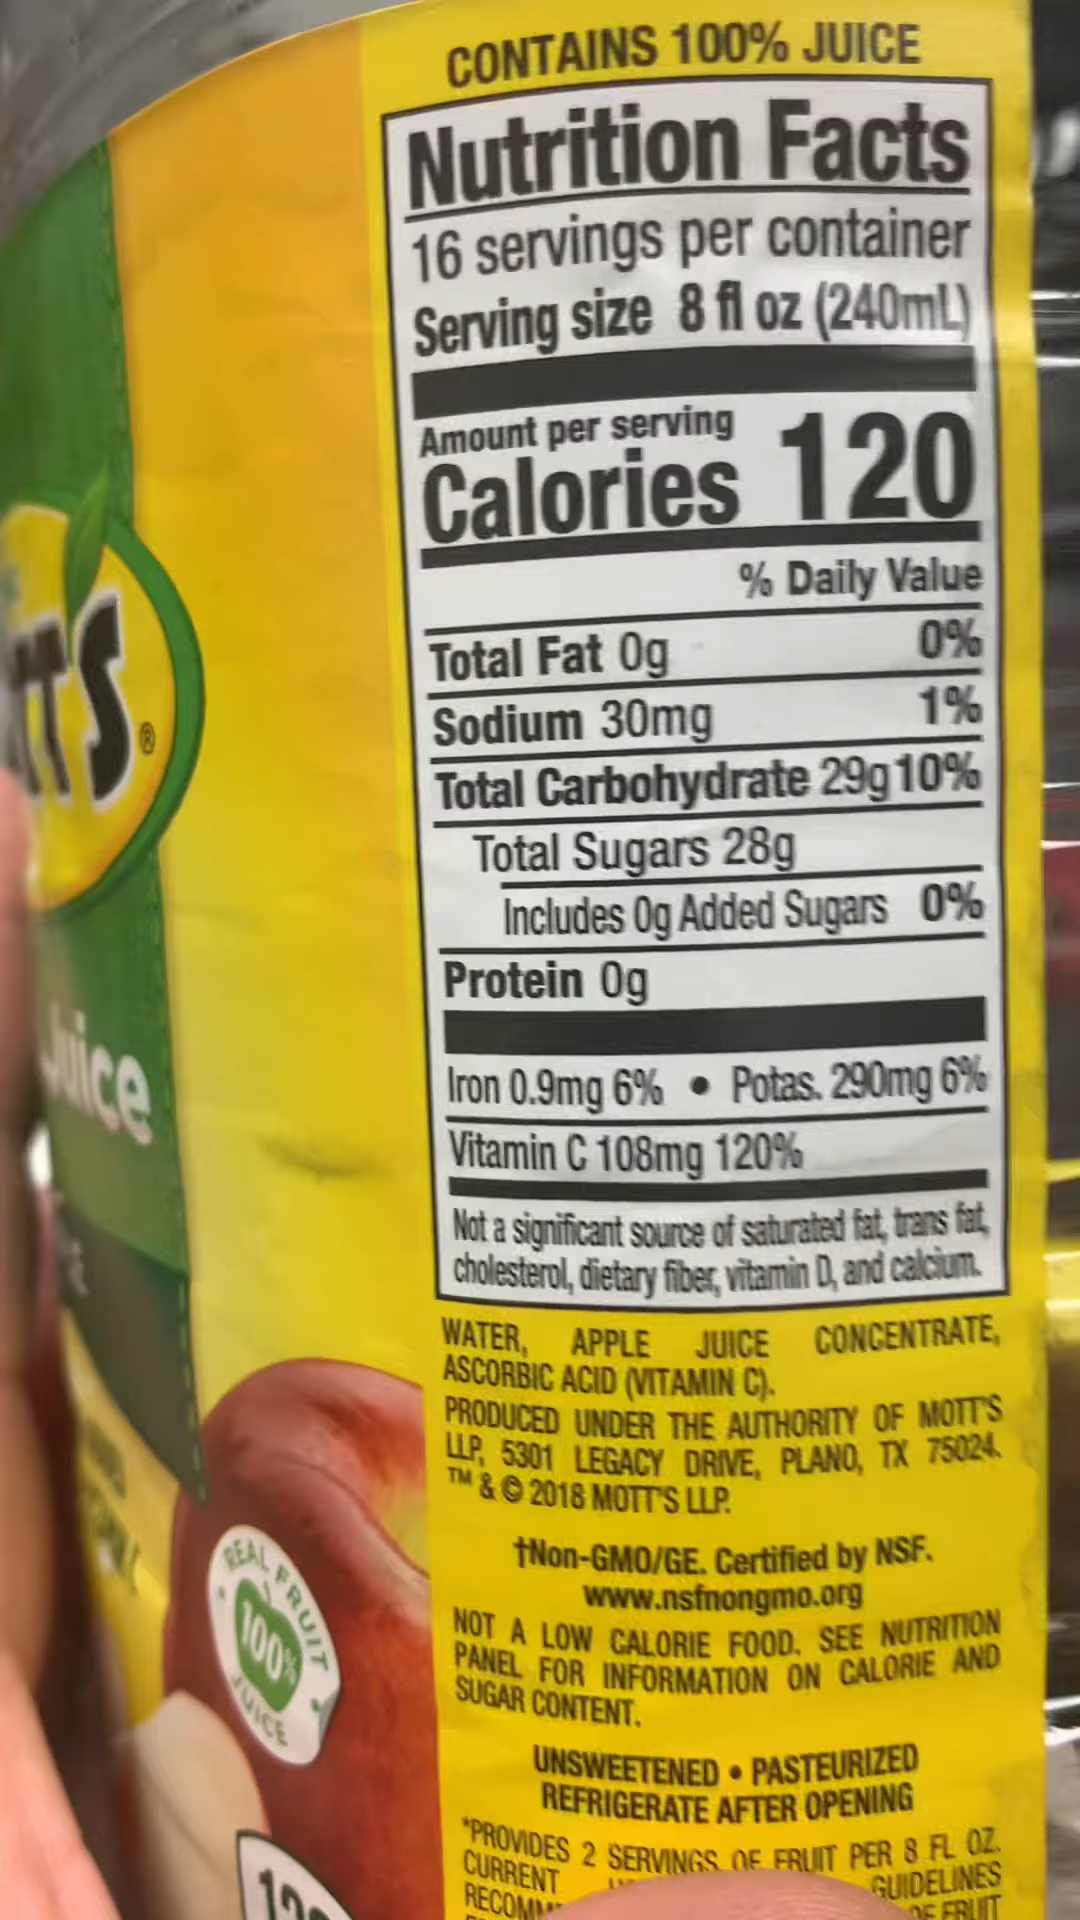 CONTAINS 100% JUICE
Nutrition Facts
16 servings per container
Serving size 8 fl oz (240mL)
Amount per serving
Calories 120
% Daily Value
Total Fat 0g 0%
Sodium 30mg 1%
Total Carbohydrate 29g 10%
Total Sugars 28g
Includes 0g Added Sugars 0%
Protein 0g
Iron 0.9mg 6% • Potas. 290mg 6%
Vitamin C 108mg 120%
Not a significant source of saturated fat, trans fat,
cholesterol, dietary fiber, vitamin D, and calcium.
WATER, APPLE JUICE CONCENTRATE,
ASCORBIC ACID (VITAMIN C).
PRODUCED UNDER THE AUTHORITY OF MOTT'S
LLP, 5301 LEGACY DRIVE, PLANO, TX 75024.
™ & © 2018 MOTT'S LLP.
†Non-GMO/GE. Certified by NSF.
www.nsfnongmo.org
NOT A LOW CALORIE FOOD. SEE NUTRITION
PANEL FOR INFORMATION ON CALORIE AND
SUGAR CONTENT.
UNSWEETENED • PASTEURIZED
REFRIGERATE AFTER OPENING
*PROVIDES 2 SERVINGS OF FRUIT PER 8 FL OZ.
CURRENT GUIDELINES
OF FRUIT
TT'S®
Juice
REAL FRUIT
100%
JUICE